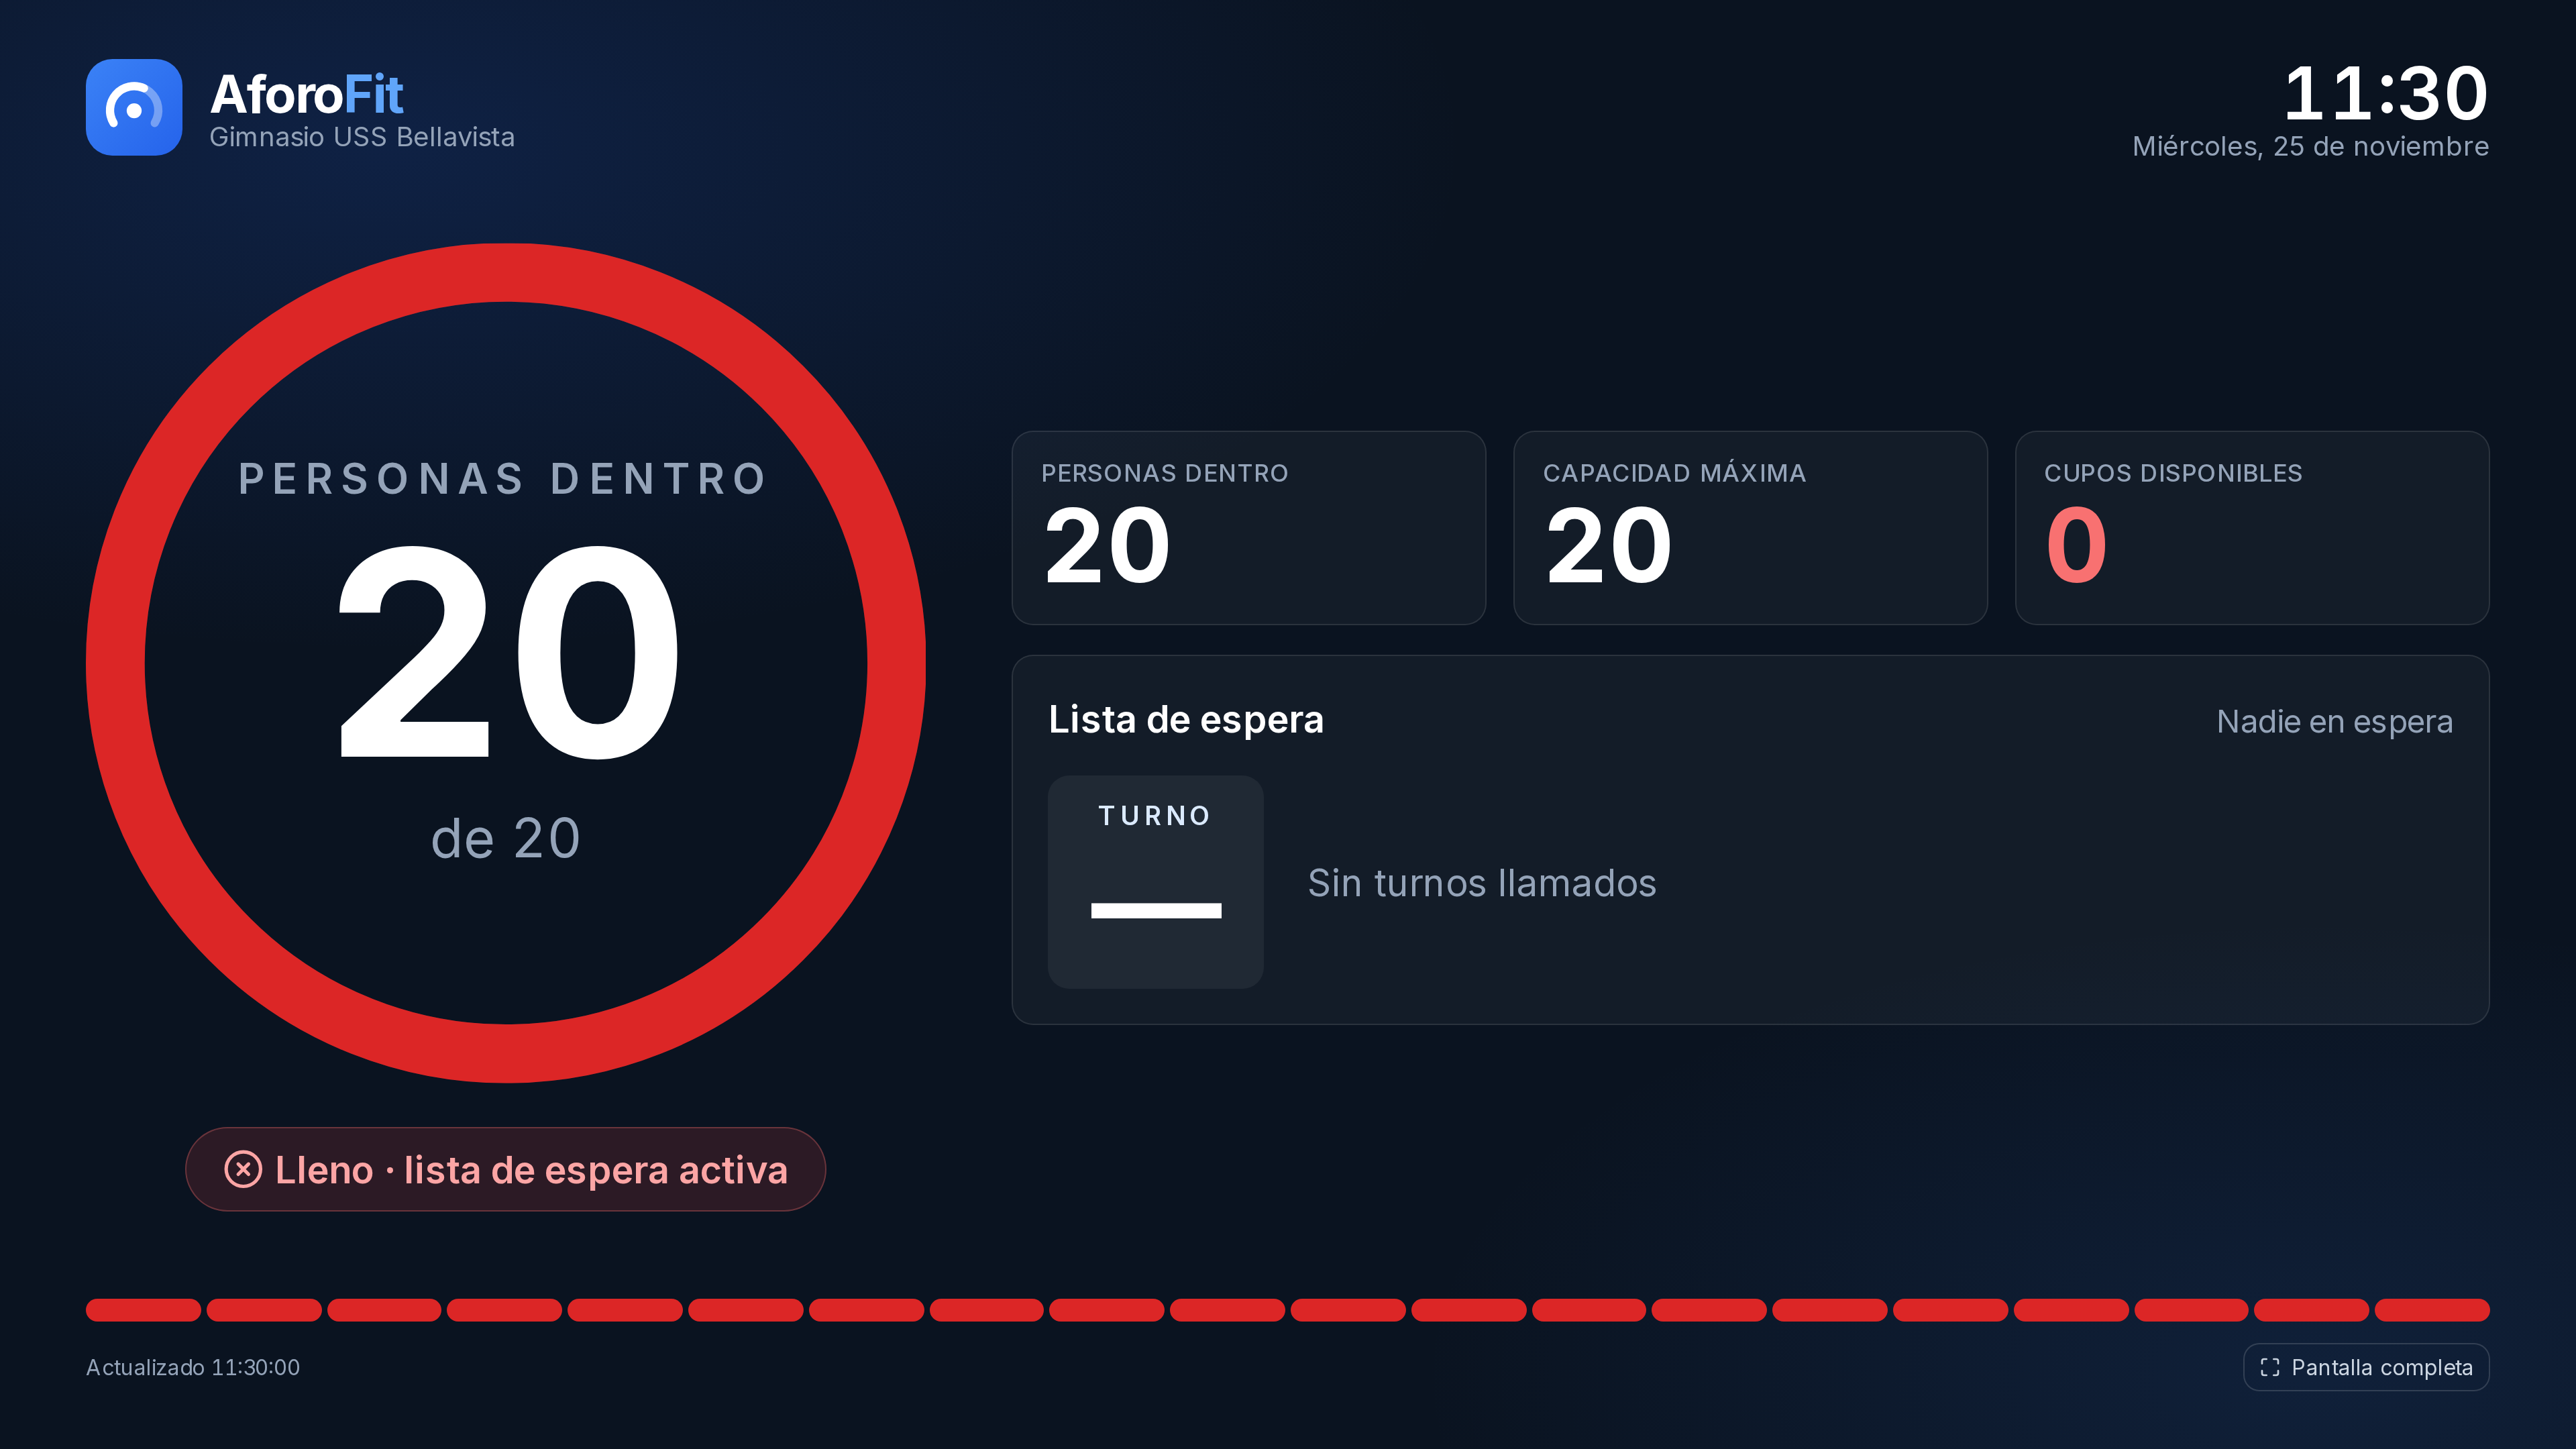 AforoFit
Gimnasio USS Bellavista
11:30
Miércoles, 25 de noviembre
PERSONAS DENTRO
20
de 20
Lleno · lista de espera activa
PERSONAS DENTRO
20
CAPACIDAD MÁXIMA
20
CUPOS DISPONIBLES
0
Lista de espera
Nadie en espera
TURNO
—
Sin turnos llamados
Actualizado 11:30:00
Pantalla completa